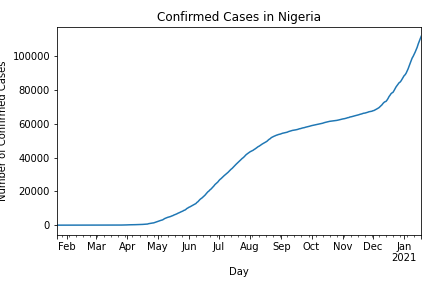 Confirmed Cases in Nigeria
Number of Confirmed Cases
100000
80000
60000
40000
20000
0
Feb Mar Apr May Jun Jul Aug Sep Oct Nov Dec Jan
2021
Day